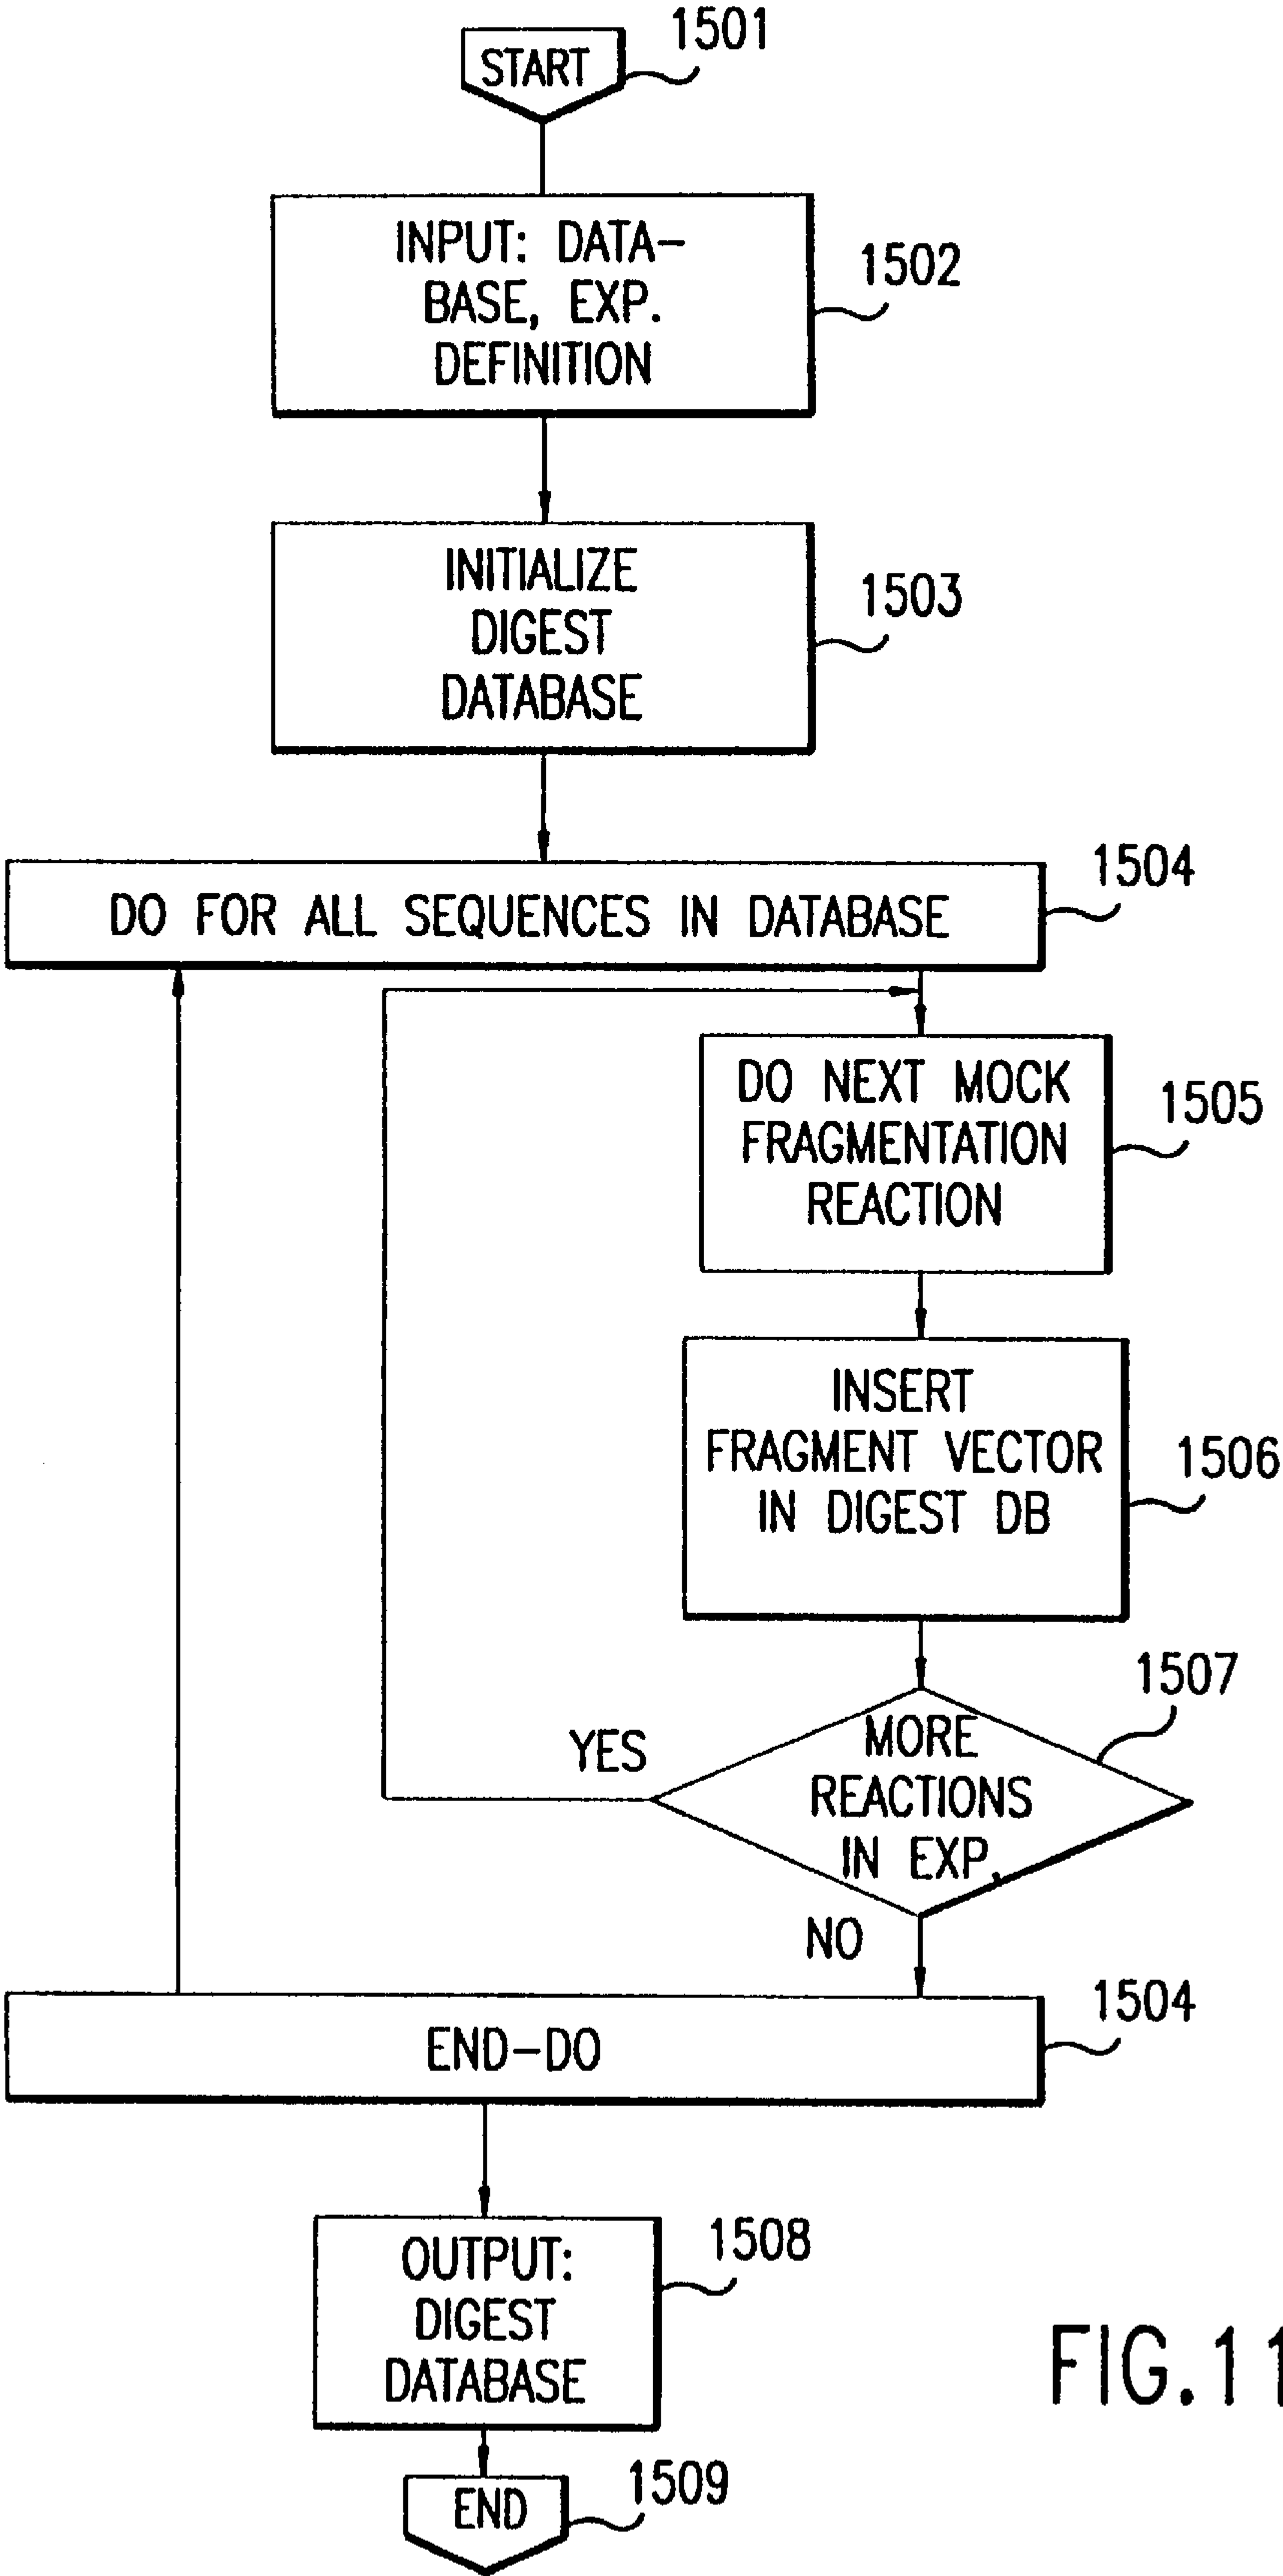 START
1501
INPUT: DATA-
BASE, EXP.
DEFINITION
1502
INITIALIZE
DIGEST
DATABASE
1503
DO FOR ALL SEQUENCES IN DATABASE
1504
DO NEXT MOCK
FRAGMENTATION
REACTION
1505
INSERT
FRAGMENT VECTOR
IN DIGEST DB
1506
MORE
REACTIONS
IN EXP.
1507
YES
NO
END-DO
1504
OUTPUT:
DIGEST
DATABASE
1508
END
1509
FIG.11